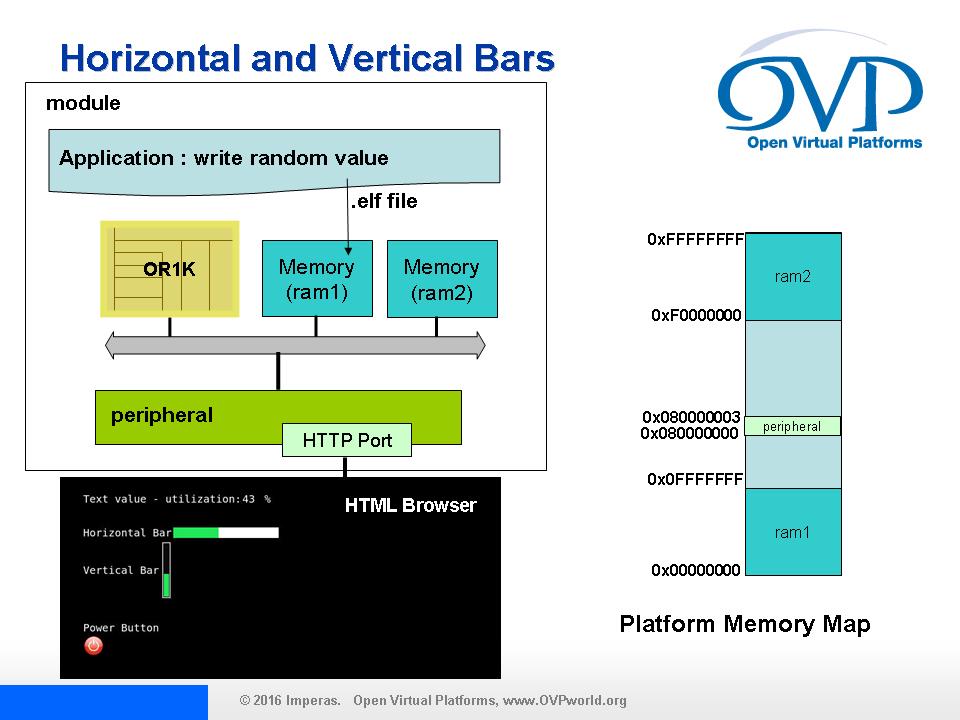 Horizontal and Vertical Bars
OVP
Open Virtual Platforms
module
Application : write random value
.elf file
OR1K
Memory
(ram1)
Memory
(ram2)
peripheral
HTTP Port
HTML Browser
Text value - utilization:43 %
Horizontal Bar
Vertical Bar
Power Button
0xFFFFFFFF
ram2
0xF0000000
0x080000003
0x080000000
peripheral
0x0FFFFFFF
ram1
0x00000000
Platform Memory Map
© 2016 Imperas. Open Virtual Platforms, www.OVPworld.org